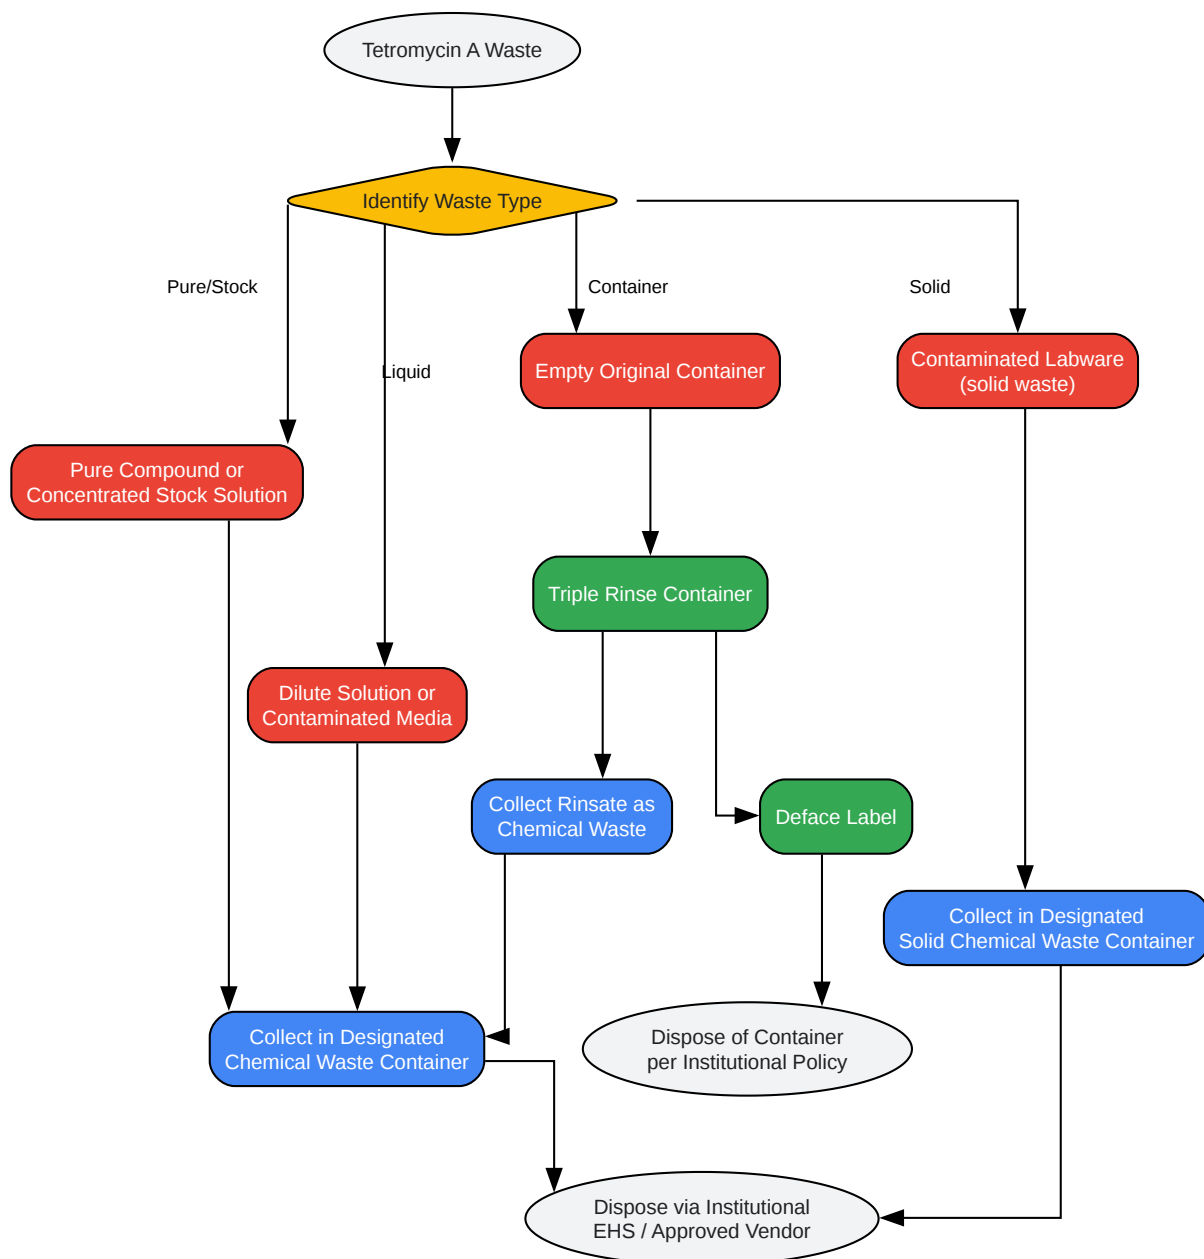 Tetromycin A Waste
Identify Waste Type
Pure/Stock
Container
Solid
Liquid
Empty Original Container
Contaminated Labware
(solid waste)
Pure Compound or
Concentrated Stock Solution
Triple Rinse Container
Dilute Solution or
Contaminated Media
Collect Rinsate as
Chemical Waste
Deface Label
Collect in Designated
Solid Chemical Waste Container
Collect in Designated
Chemical Waste Container
Dispose of Container
per Institutional Policy
Dispose via Institutional
EHS / Approved Vendor